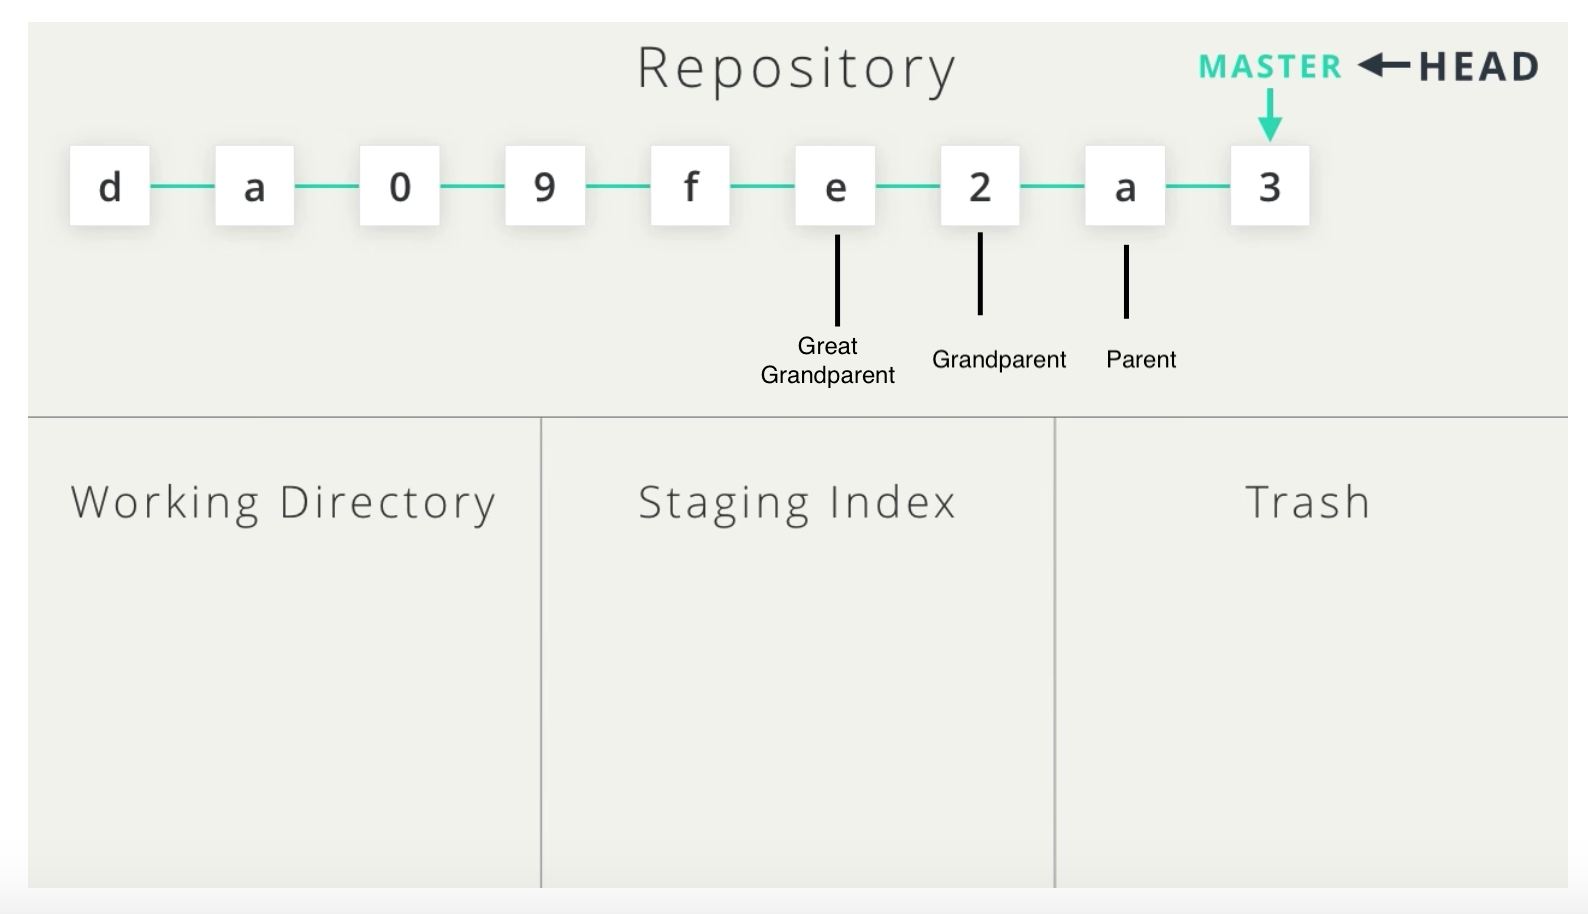 Repository
MASTER HEAD
d a 0 9 f e 2 a 3
Great
Grandparent
Grandparent
Parent
Working Directory
Staging Index
Trash